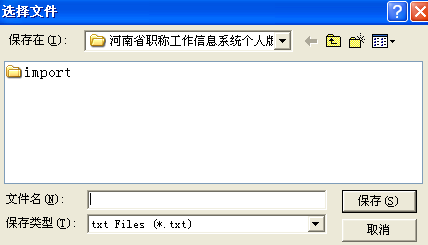 选择文件
保存在(I):
河南省职称工作信息系统个人版
import
文件名(N):
保存(S)
保存类型(T):
txt Files (*.txt)
取消